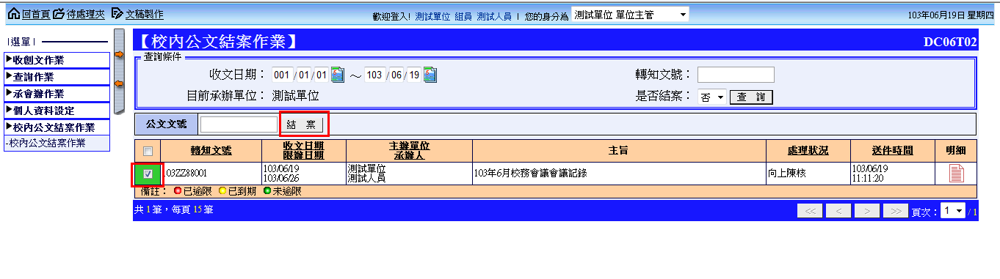 回首頁 待處理夾 文稿製作 歡迎登入! 測試單位 組員 測試人員 | 您的身分為 測試單位 單位主管 103年06月19日 星期四
|選單|
收創文作業
查詢作業
承會辦作業
個人資料設定
校內公文結案作業
-校內公文結案作業
【校內公文結案作業】 DC06T02
查詢條件
收文日期： 001 / 01 / 01 ～ 103 / 06 / 19 轉知文號：
目前承辦單位： 測試單位 是否結案： 否 查 詢
公文文號 結 案
轉知文號 收文日期 主辦單位 主旨 處理狀況 送件時間 明細
限辦日期 承辦人
103ZZ88001 103/06/19 測試單位 103年6月校務會議會議記錄 向上陳核 103/06/19
103/06/26 測試人員 11:11:20
備註： 已逾限 已到期 未逾限
共 1 筆，每頁 15 筆 << < > >> 頁次： 1 / 1